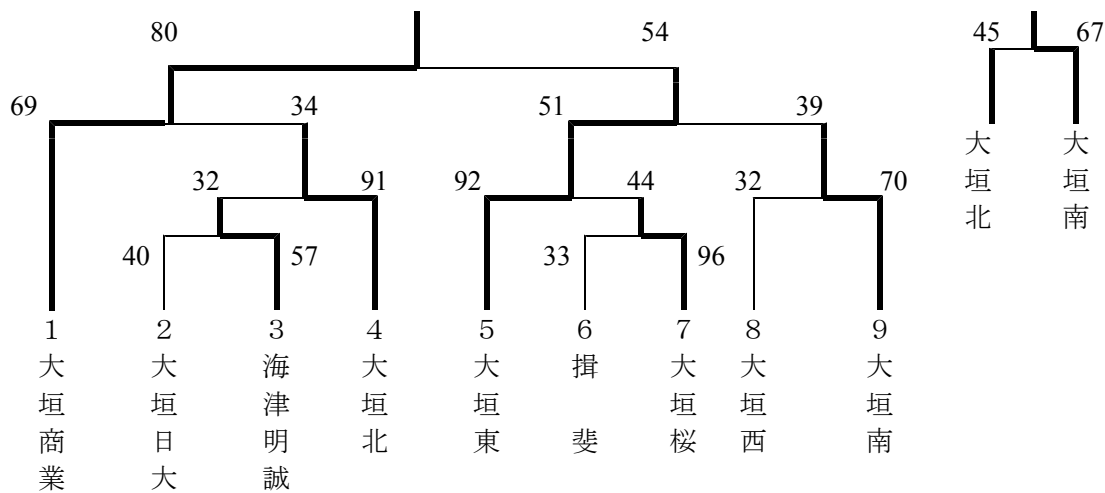 80 54
45 67
69 34 51 39
大垣北
大垣南
32 91 92 44 32 70
40 57 33 96
1 2 3 4 5 6 7 8 9
大垣商業
大垣日大
海津明誠
大垣北
大垣東
揖斐
大垣桜
大垣西
大垣南